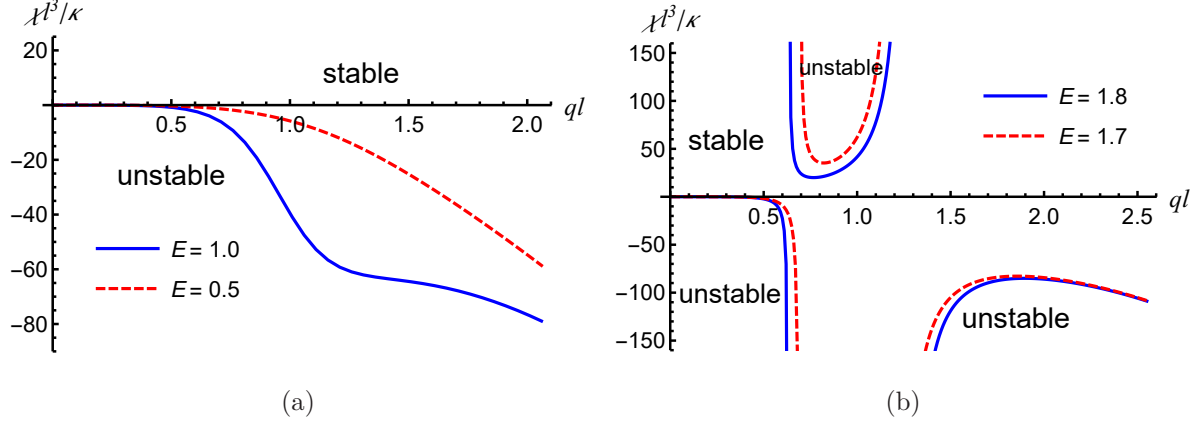 χl³/κ
20
stable
0.5
1.0
1.5
2.0
ql
−20
unstable
−40
E = 1.0
−60
E = 0.5
−80
(a)
χl³/κ
150
unstable
E = 1.8
100
E = 1.7
stable
50
0.5
1.0
1.5
2.0
2.5
ql
−50
−100
unstable
unstable
−150
(b)